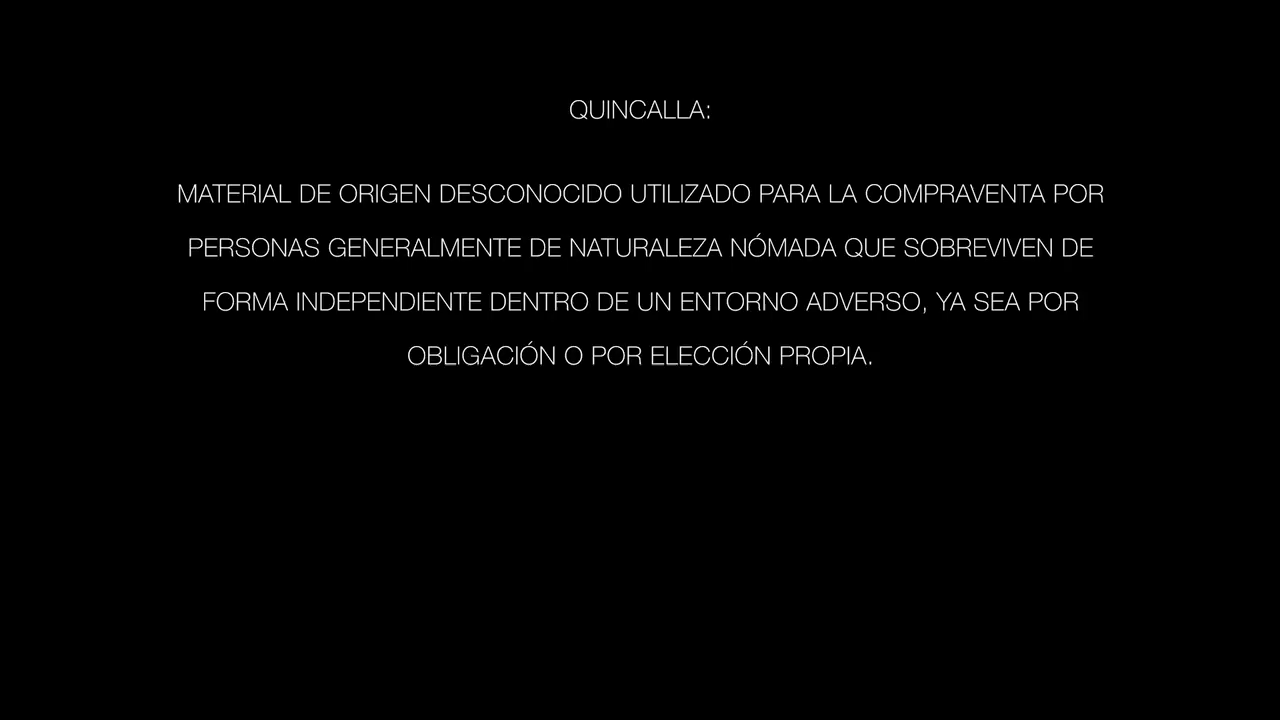 QUINCALLA:
MATERIAL DE ORIGEN DESCONOCIDO UTILIZADO PARA LA COMPRAVENTA POR
PERSONAS GENERALMENTE DE NATURALEZA NÓMADA QUE SOBREVIVEN DE
FORMA INDEPENDIENTE DENTRO DE UN ENTORNO ADVERSO, YA SEA POR
OBLIGACIÓN O POR ELECCIÓN PROPIA.